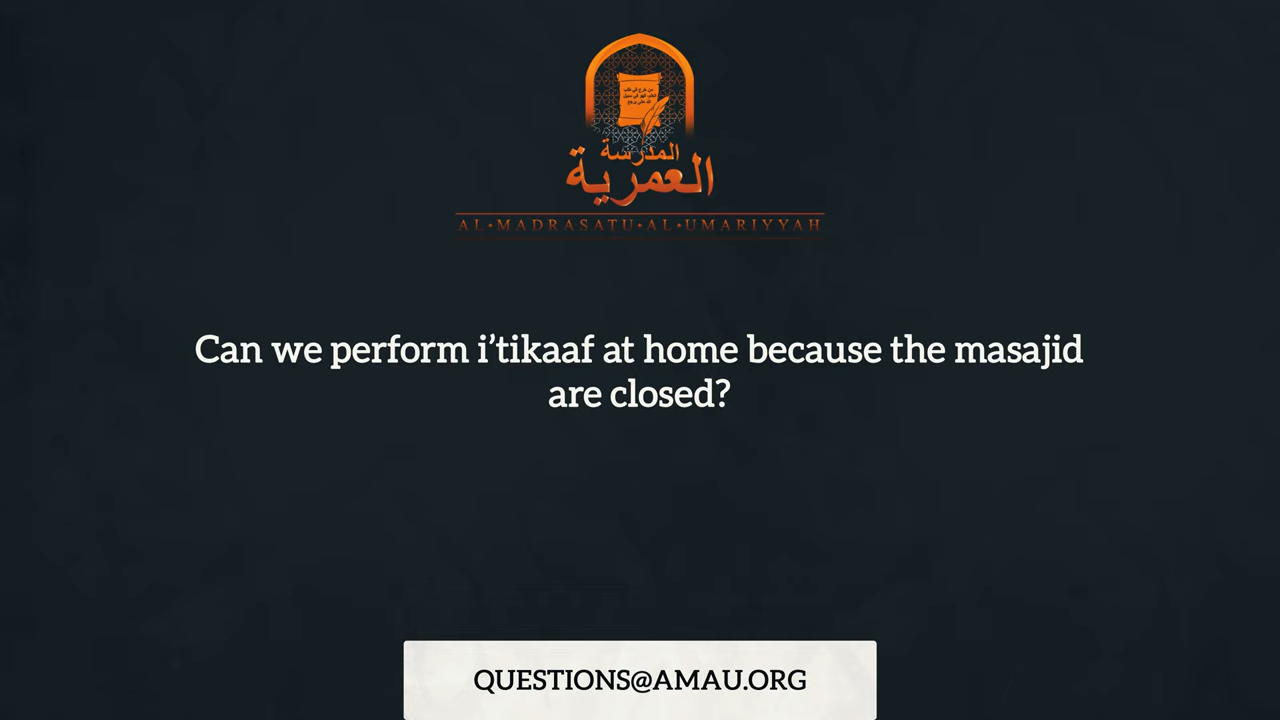 المدرسة
العمرية
AL•MADRASATU•AL•UMARIYYAH
Can we perform i’tikaaf at home because the masajid
are closed?
QUESTIONS@AMAU.ORG